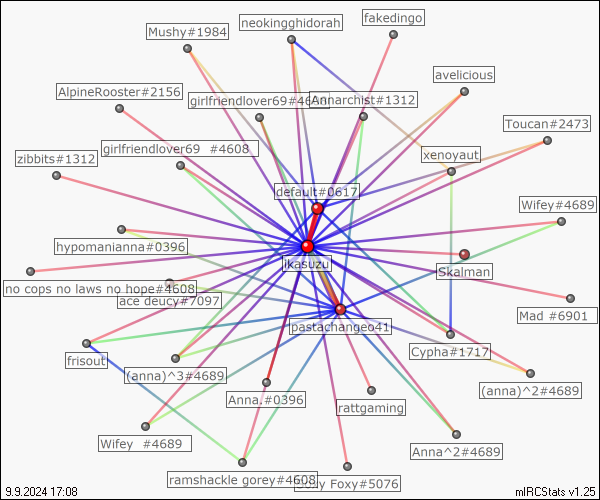 neokingghidorah
fakedingo
Mushy#1984
avelicious
AlpineRooster#2156
girlfriendlover69#4608
Annarchist#1312
Toucan#2473
girlfriendlover69 #4608
xenoyaut
zibbits#1312
default#0617
Wifey#4689
hypomanianna#0396
ikasuzu
Skalman
no cops no laws no hope#4608
ace deucy#7097
Mad #6901
pastachangeo41
Cypha#1717
frisout
(anna)^3#4689
(anna)^2#4689
Anna.#0396
rattgaming
Wifey #4689
Anna^2#4689
ramshackle gorey#4608
Foxy#5076
9.9.2024 17:08
mIRCStats v1.25